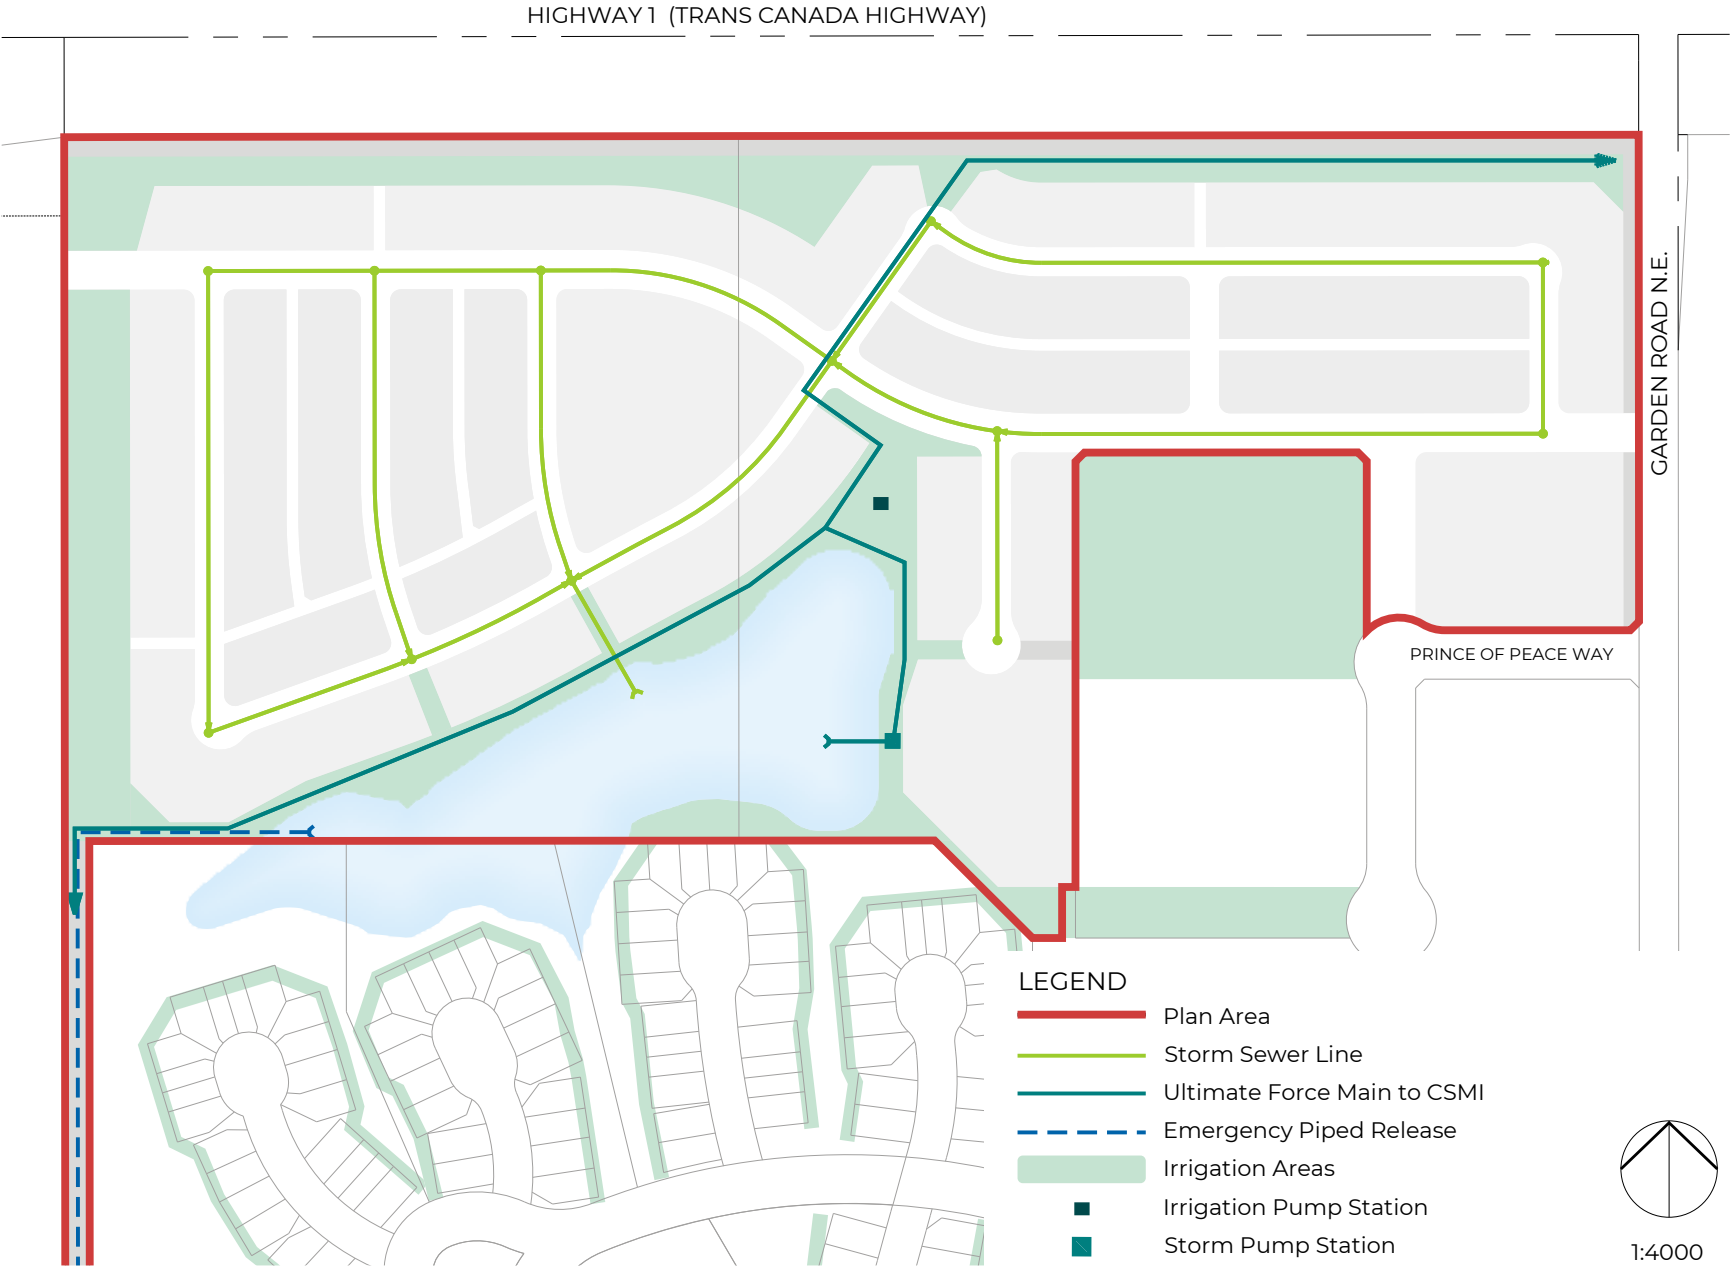 HIGHWAY 1 (TRANS CANADA HIGHWAY)
GARDEN ROAD N.E.
PRINCE OF PEACE WAY
LEGEND
Plan Area
Storm Sewer Line
Ultimate Force Main to CSMI
Emergency Piped Release
Irrigation Areas
Irrigation Pump Station
Storm Pump Station
1:4000